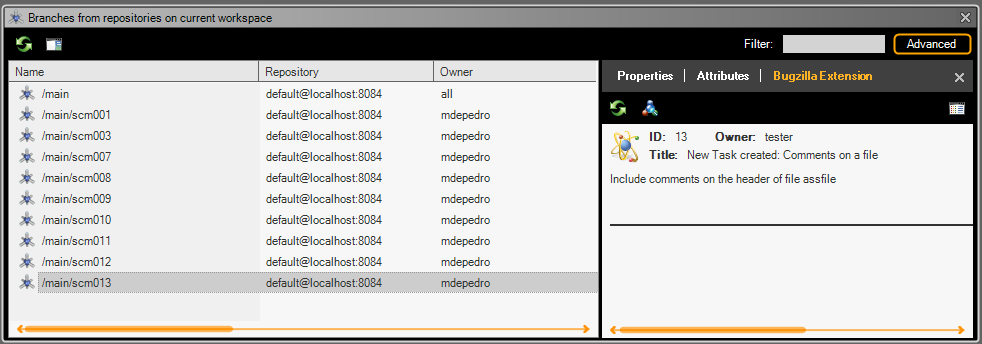 Branches from repositories on current workspace
Filter: Advanced
Name Repository Owner
/main default@localhost:8084 all
/main/scm001 default@localhost:8084 mdepedro
/main/scm003 default@localhost:8084 mdepedro
/main/scm007 default@localhost:8084 mdepedro
/main/scm008 default@localhost:8084 mdepedro
/main/scm009 default@localhost:8084 mdepedro
/main/scm010 default@localhost:8084 mdepedro
/main/scm011 default@localhost:8084 mdepedro
/main/scm012 default@localhost:8084 mdepedro
/main/scm013 default@localhost:8084 mdepedro
Properties | Attributes | Bugzilla Extension
ID: 13 Owner: tester
Title: New Task created: Comments on a file
Include comments on the header of file assfile